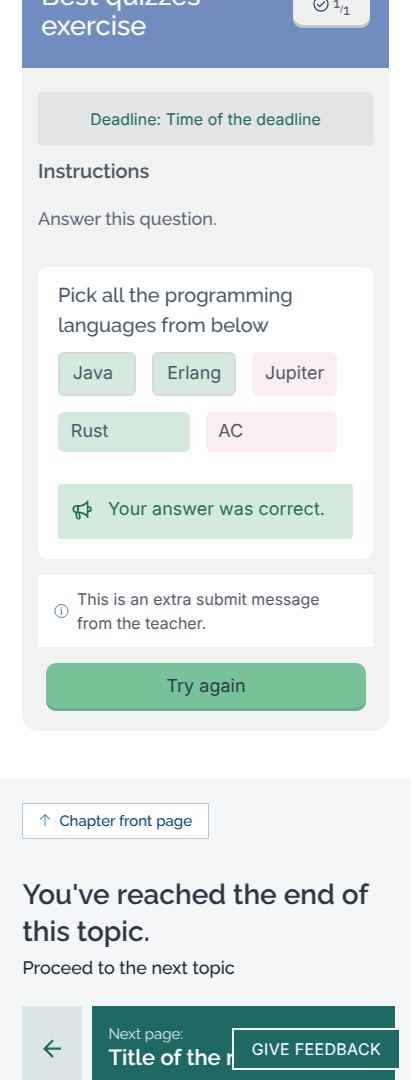 Best quizzes
exercise
1/1
Deadline: Time of the deadline
Instructions
Answer this question.
Pick all the programming
languages from below
Java
Erlang
Jupiter
Rust
AC
Your answer was correct.
This is an extra submit message
from the teacher.
Try again
Chapter front page
You've reached the end of
this topic.
Proceed to the next topic
Next page:
Title of the
GIVE FEEDBACK